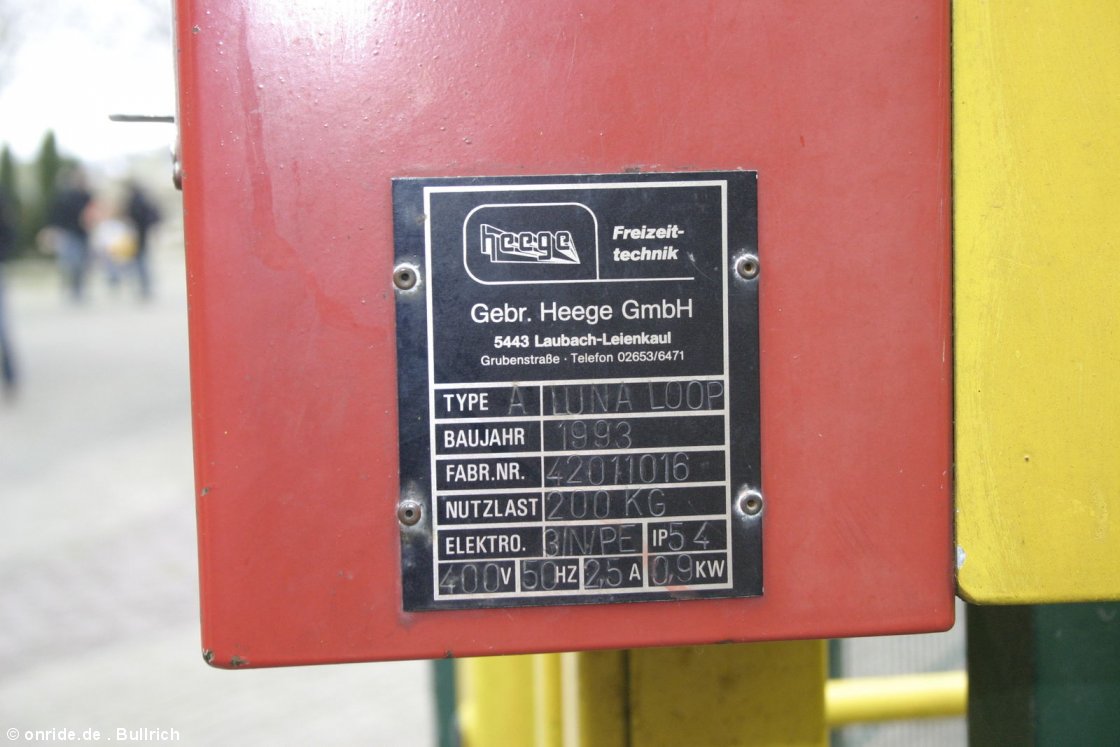 heege
Freizeit-
technik
Gebr. Heege GmbH
5443 Laubach-Leienkaul
Grubenstraße · Telefon 02653/6471
TYPE A LUNA LOOP
BAUJAHR 1993
FABR.NR. 42011016
NUTZLAST 200 KG
ELEKTRO. 3/N/PE IP54
400V 50HZ 2,5A 0,9KW
© onride.de . Bullrich